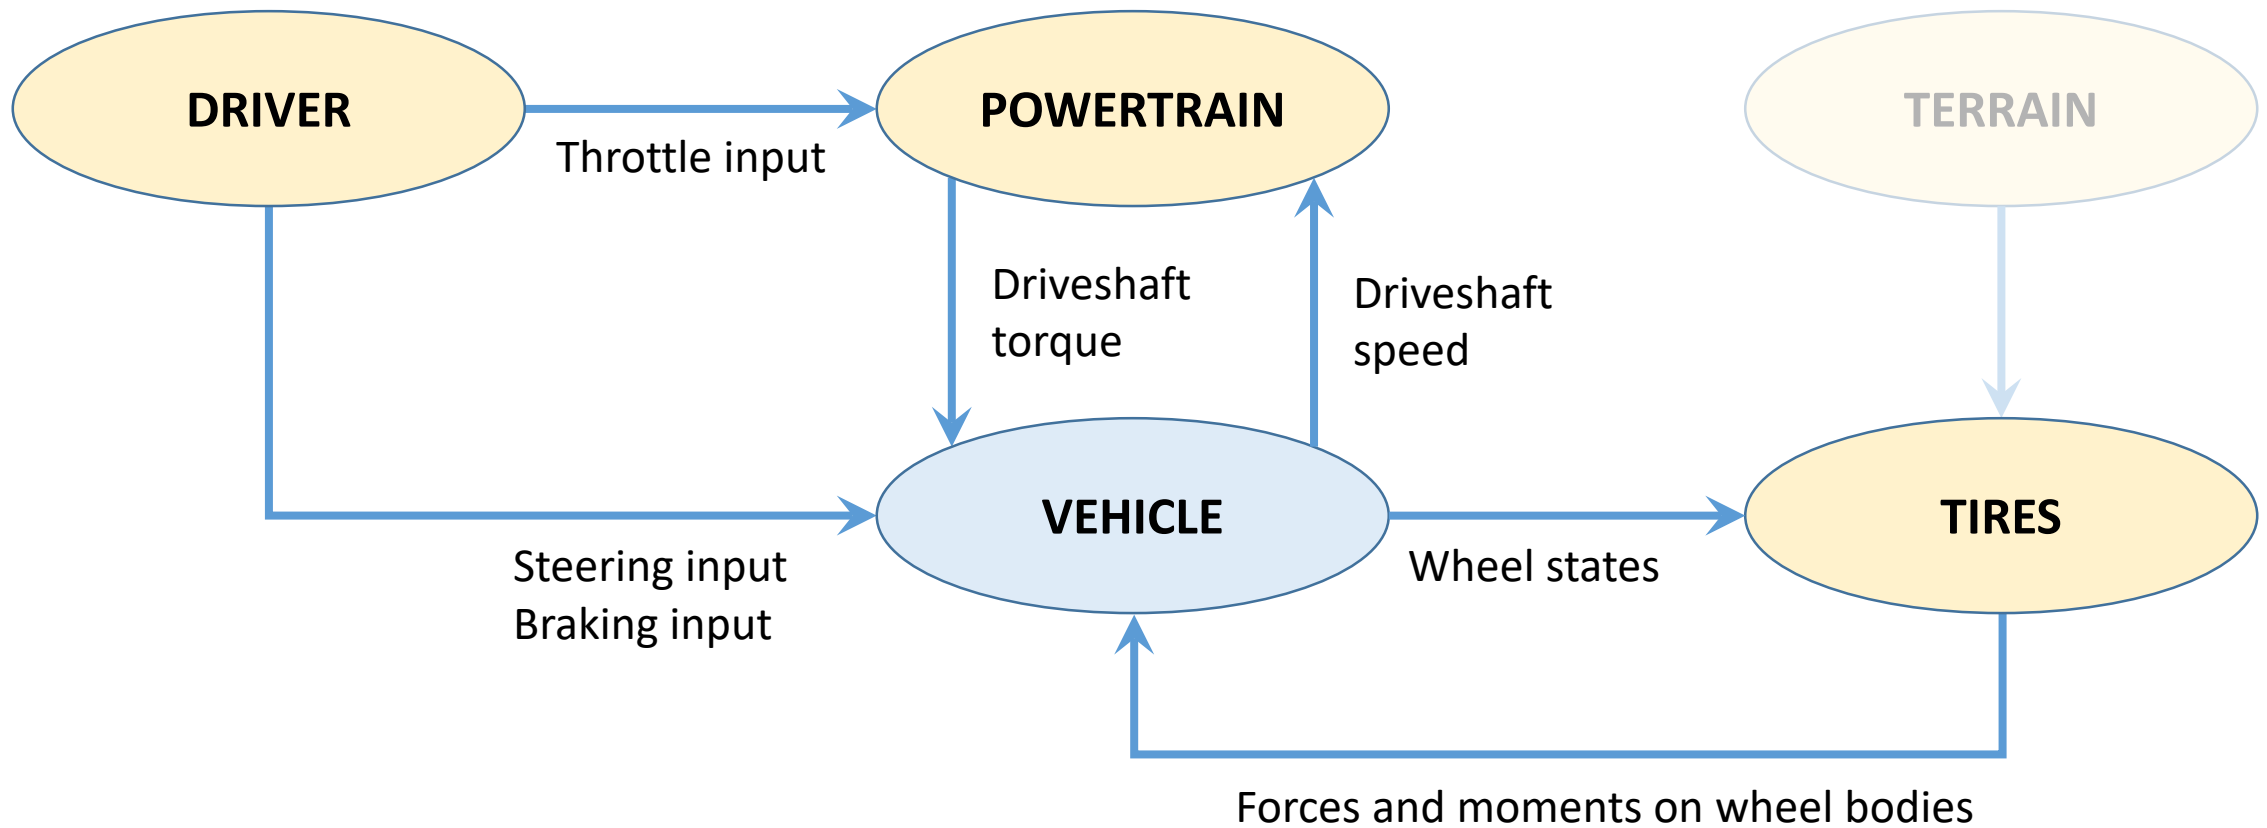 DRIVER
POWERTRAIN
TERRAIN
Throttle input
Driveshaft
torque
Driveshaft
speed
VEHICLE
TIRES
Steering input
Braking input
Wheel states
Forces and moments on wheel bodies